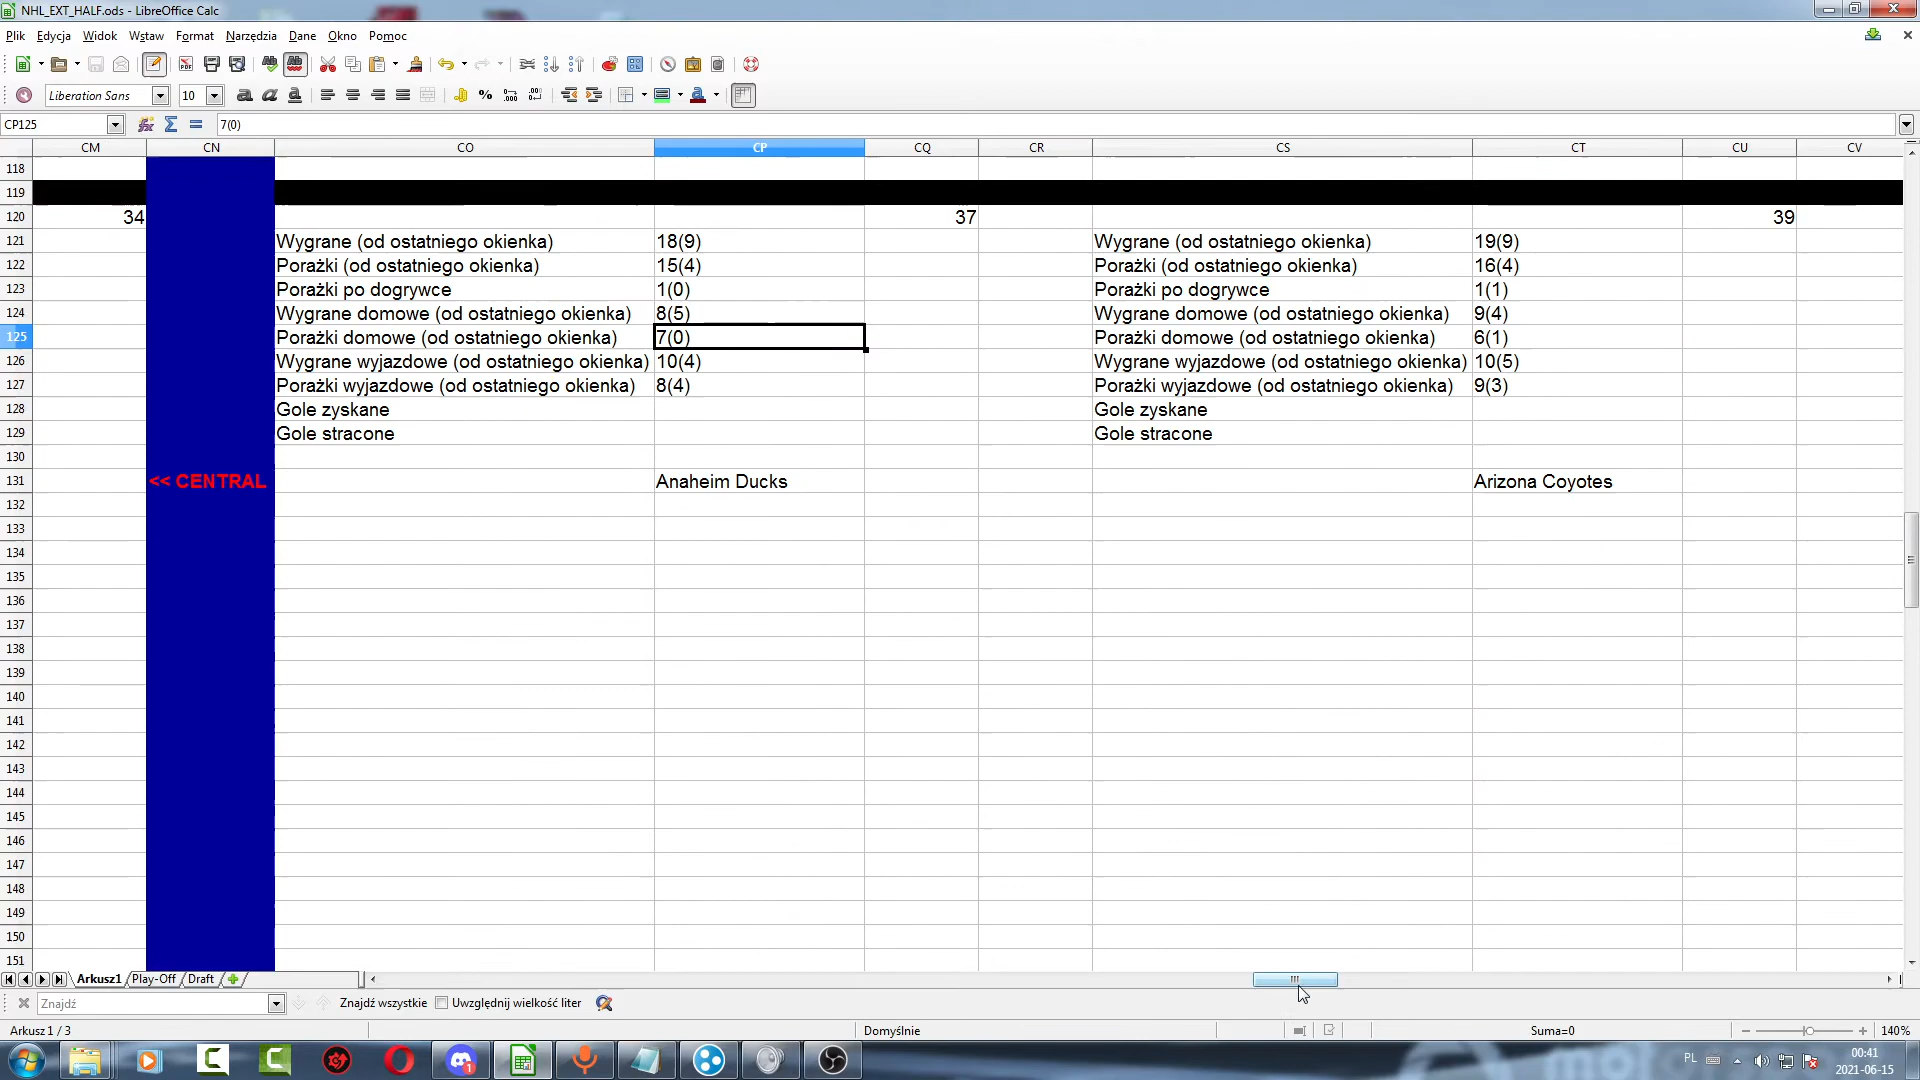 NHL_EXT_HALF.ods - LibreOffice Calc
Plik Edycja Widok Wstaw Format Narzędzia Dane Okno Pomoc
Liberation Sans 10
CP125 7(0)
CM CN CO CP CQ CR CS CT CU CV
118
119
120 34 37 39
121 Wygrane (od ostatniego okienka) 18(9) Wygrane (od ostatniego okienka) 19(9)
122 Porażki (od ostatniego okienka) 15(4) Porażki (od ostatniego okienka) 16(4)
123 Porażki po dogrywce 1(0) Porażki po dogrywce 1(1)
124 Wygrane domowe (od ostatniego okienka) 8(5) Wygrane domowe (od ostatniego okienka) 9(4)
125 Porażki domowe (od ostatniego okienka) 7(0) Porażki domowe (od ostatniego okienka) 6(1)
126 Wygrane wyjazdowe (od ostatniego okienka) 10(4) Wygrane wyjazdowe (od ostatniego okienka) 10(5)
127 Porażki wyjazdowe (od ostatniego okienka) 8(4) Porażki wyjazdowe (od ostatniego okienka) 9(3)
128 Gole zyskane Gole zyskane
129 Gole stracone Gole stracone
130
131 << CENTRAL Anaheim Ducks Arizona Coyotes
132
133
134
135
136
137
138
139
140
141
142
143
144
145
146
147
148
149
150
151
Arkusz1 Play-Off Draft
Znajdź Znajdź wszystkie Uwzględnij wielkość liter
Arkusz 1 / 3 Domyślnie Suma=0 140%
PL 00:41
2021-06-15